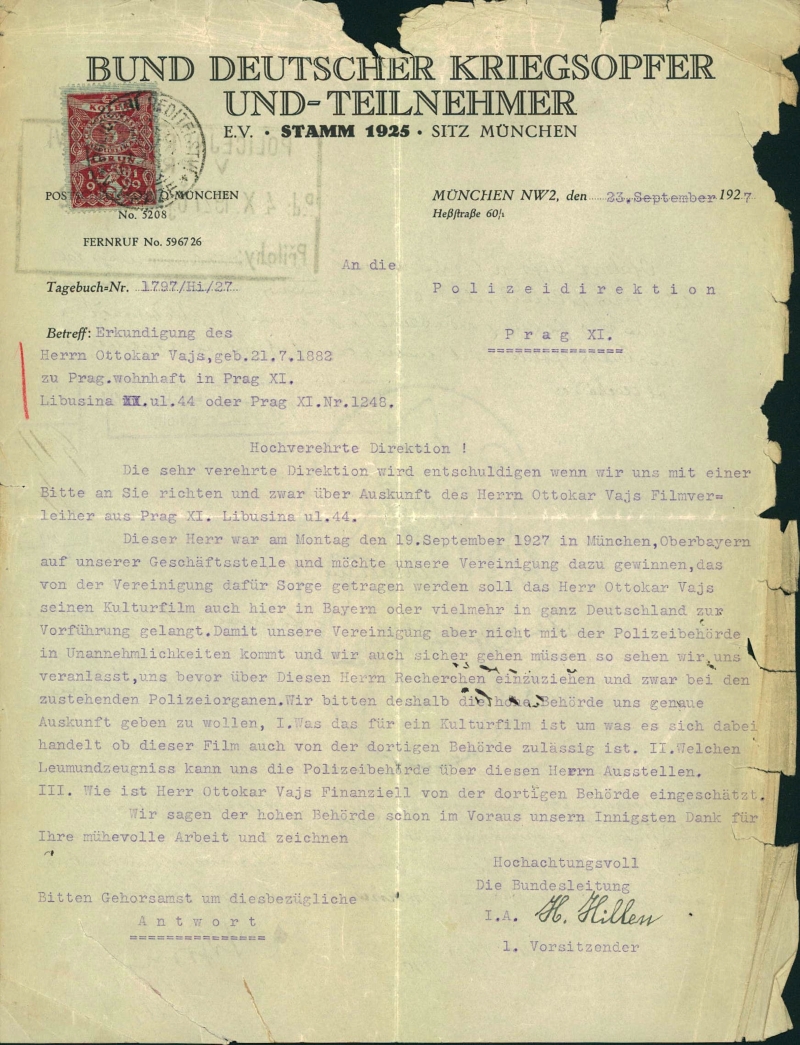 BUND DEUTSCHER KRIEGSOPFER
UND-TEILNEHMER
E.V. • STAMM 1925 • SITZ MÜNCHEN
POST MÜNCHEN
No. 5208
FERNRUF No. 596726
MÜNCHEN NW2, den 23.September 1927
Heßstraße 60/1
An die
Tagebuch=Nr. 1797/Hi/27.
Polizeidirektion
Prag XI.
Betreff: Erkundigung des
Herrn Ottokar Vajs,geb.21.7.1882
zu Prag.wohnhaft in Prag XI.
Libusina ul.44 oder Prag XI.Nr.1248.
Hochverehrte Direktion !
Die sehr verehrte Direktion wird entschuldigen wenn wir uns mit einer
Bitte an Sie richten und zwar über Auskunft des Herrn Ottokar Vajs Filmver=
leiher aus Prag XI. Libusina ul.44.
Dieser Herr war am Montag den 19.September 1927 in München,Oberbayern
auf unserer Geschäftsstelle und möchte unsere Vereinigung dazu gewinnen,das
von der Vereinigung dafür Sorge getragen werden soll das Herr Ottokar Vajs
seinen Kulturfilm auch hier in Bayern oder vielmehr in ganz Deutschland zur
Vorführung gelangt.Damit unsere Vereinigung aber nicht mit der Polizeibehörde
in Unannehmlichkeiten kommt und wir auch sicher gehen müssen so sehen wir uns
veranlasst,uns bevor über Diesen Herrn Recherchen einzuziehen und zwar bei den
zustehenden Polizeiorganen.Wir bitten deshalb die hohe Behörde uns genaue
Auskunft geben zu wollen, I.Was das für ein Kulturfilm ist um was es sich dabei
handelt ob dieser Film auch von der dortigen Behörde zulässig ist. II.Welchen
Leumundzeugniss kann uns die Polizeibehörde über diesen Herrn Ausstellen.
III. Wie ist Herr Ottokar Vajs Finanziell von der dortigen Behörde eingeschätzt.
Wir sagen der hohen Behörde schon im Voraus unsern Innigsten Dank für
Ihre mühevolle Arbeit und zeichnen
Hochachtungsvoll
Die Bundesleitung
Bitten Gehorsamst um diesbezügliche
Antwort
I.A. H. Hillen
1. Vorsitzender